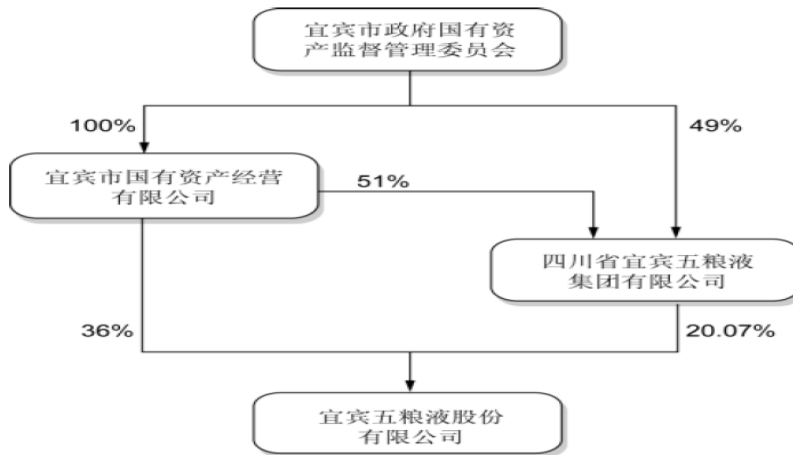 宜宾市政府国有资
产监督管理委员会
100%
49%
宜宾市国有资产经营
有限公司
51%
四川省宜宾五粮液
集团有限公司
36%
20.07%
宜宾五粮液股份
有限公司